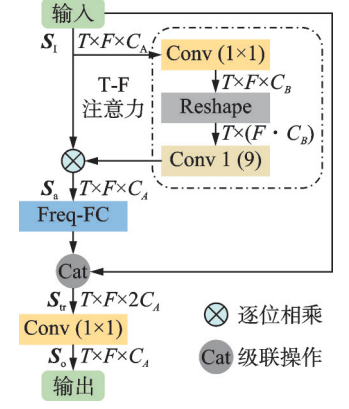 输入
S_I T×F×C_A
Conv (1×1)
T×F×C_B
T-F
注意力
Reshape
T×(F·C_B)
Conv 1 (9)
S_a T×F×C_A
Freq-FC
Cat
S_tr T×F×2C_A
Conv (1×1)
S_o T×F×C_A
输出
逐位相乘
Cat 级联操作